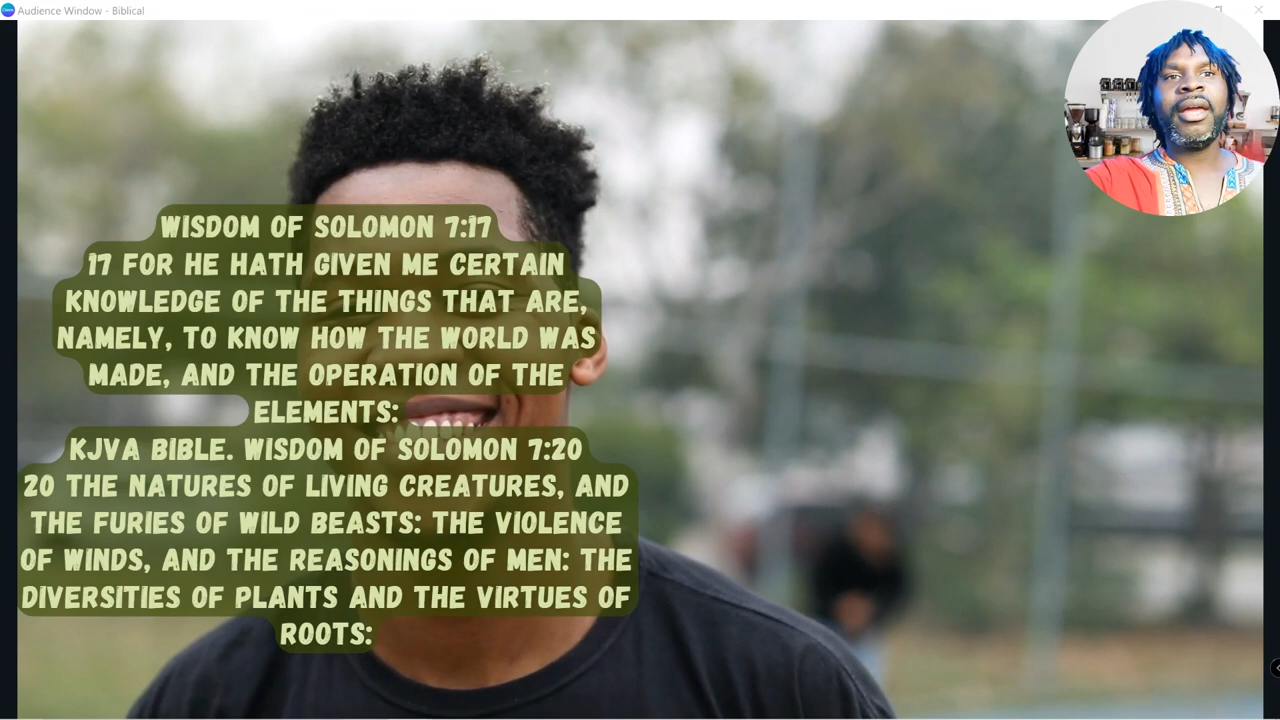 Audience Window - Biblical
WISDOM OF SOLOMON 7:17
17 FOR HE HATH GIVEN ME CERTAIN
KNOWLEDGE OF THE THINGS THAT ARE,
NAMELY, TO KNOW HOW THE WORLD WAS
MADE, AND THE OPERATION OF THE
ELEMENTS:
KJVA BIBLE. WISDOM OF SOLOMON 7:20
20 THE NATURES OF LIVING CREATURES, AND
THE FURIES OF WILD BEASTS: THE VIOLENCE
OF WINDS, AND THE REASONINGS OF MEN: THE
DIVERSITIES OF PLANTS AND THE VIRTUES OF
ROOTS: